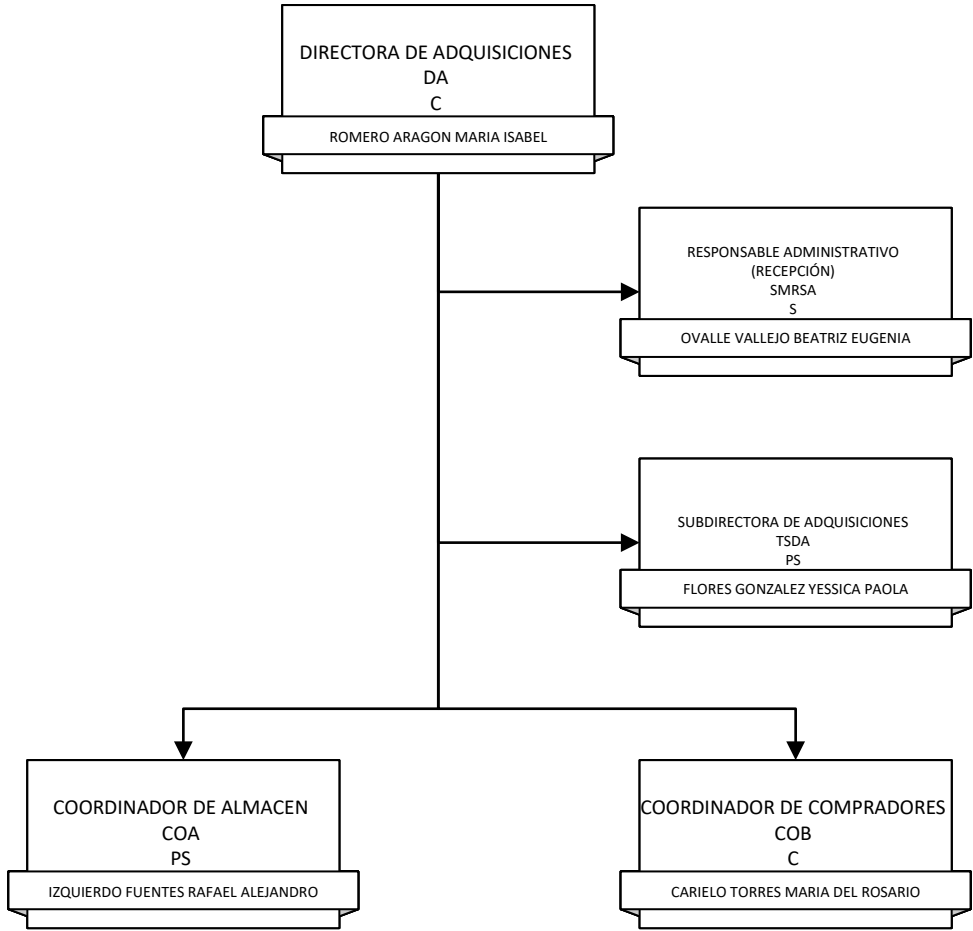 DIRECTORA DE ADQUISICIONES
DA
C
ROMERO ARAGON MARIA ISABEL
RESPONSABLE ADMINISTRATIVO
(RECEPCIÓN)
SMRSA
S
OVALLE VALLEJO BEATRIZ EUGENIA
SUBDIRECTORA DE ADQUISICIONES
TSDA
PS
FLORES GONZALEZ YESSICA PAOLA
COORDINADOR DE ALMACEN
COA
PS
IZQUIERDO FUENTES RAFAEL ALEJANDRO
COORDINADOR DE COMPRADORES
COB
C
CARIELO TORRES MARIA DEL ROSARIO